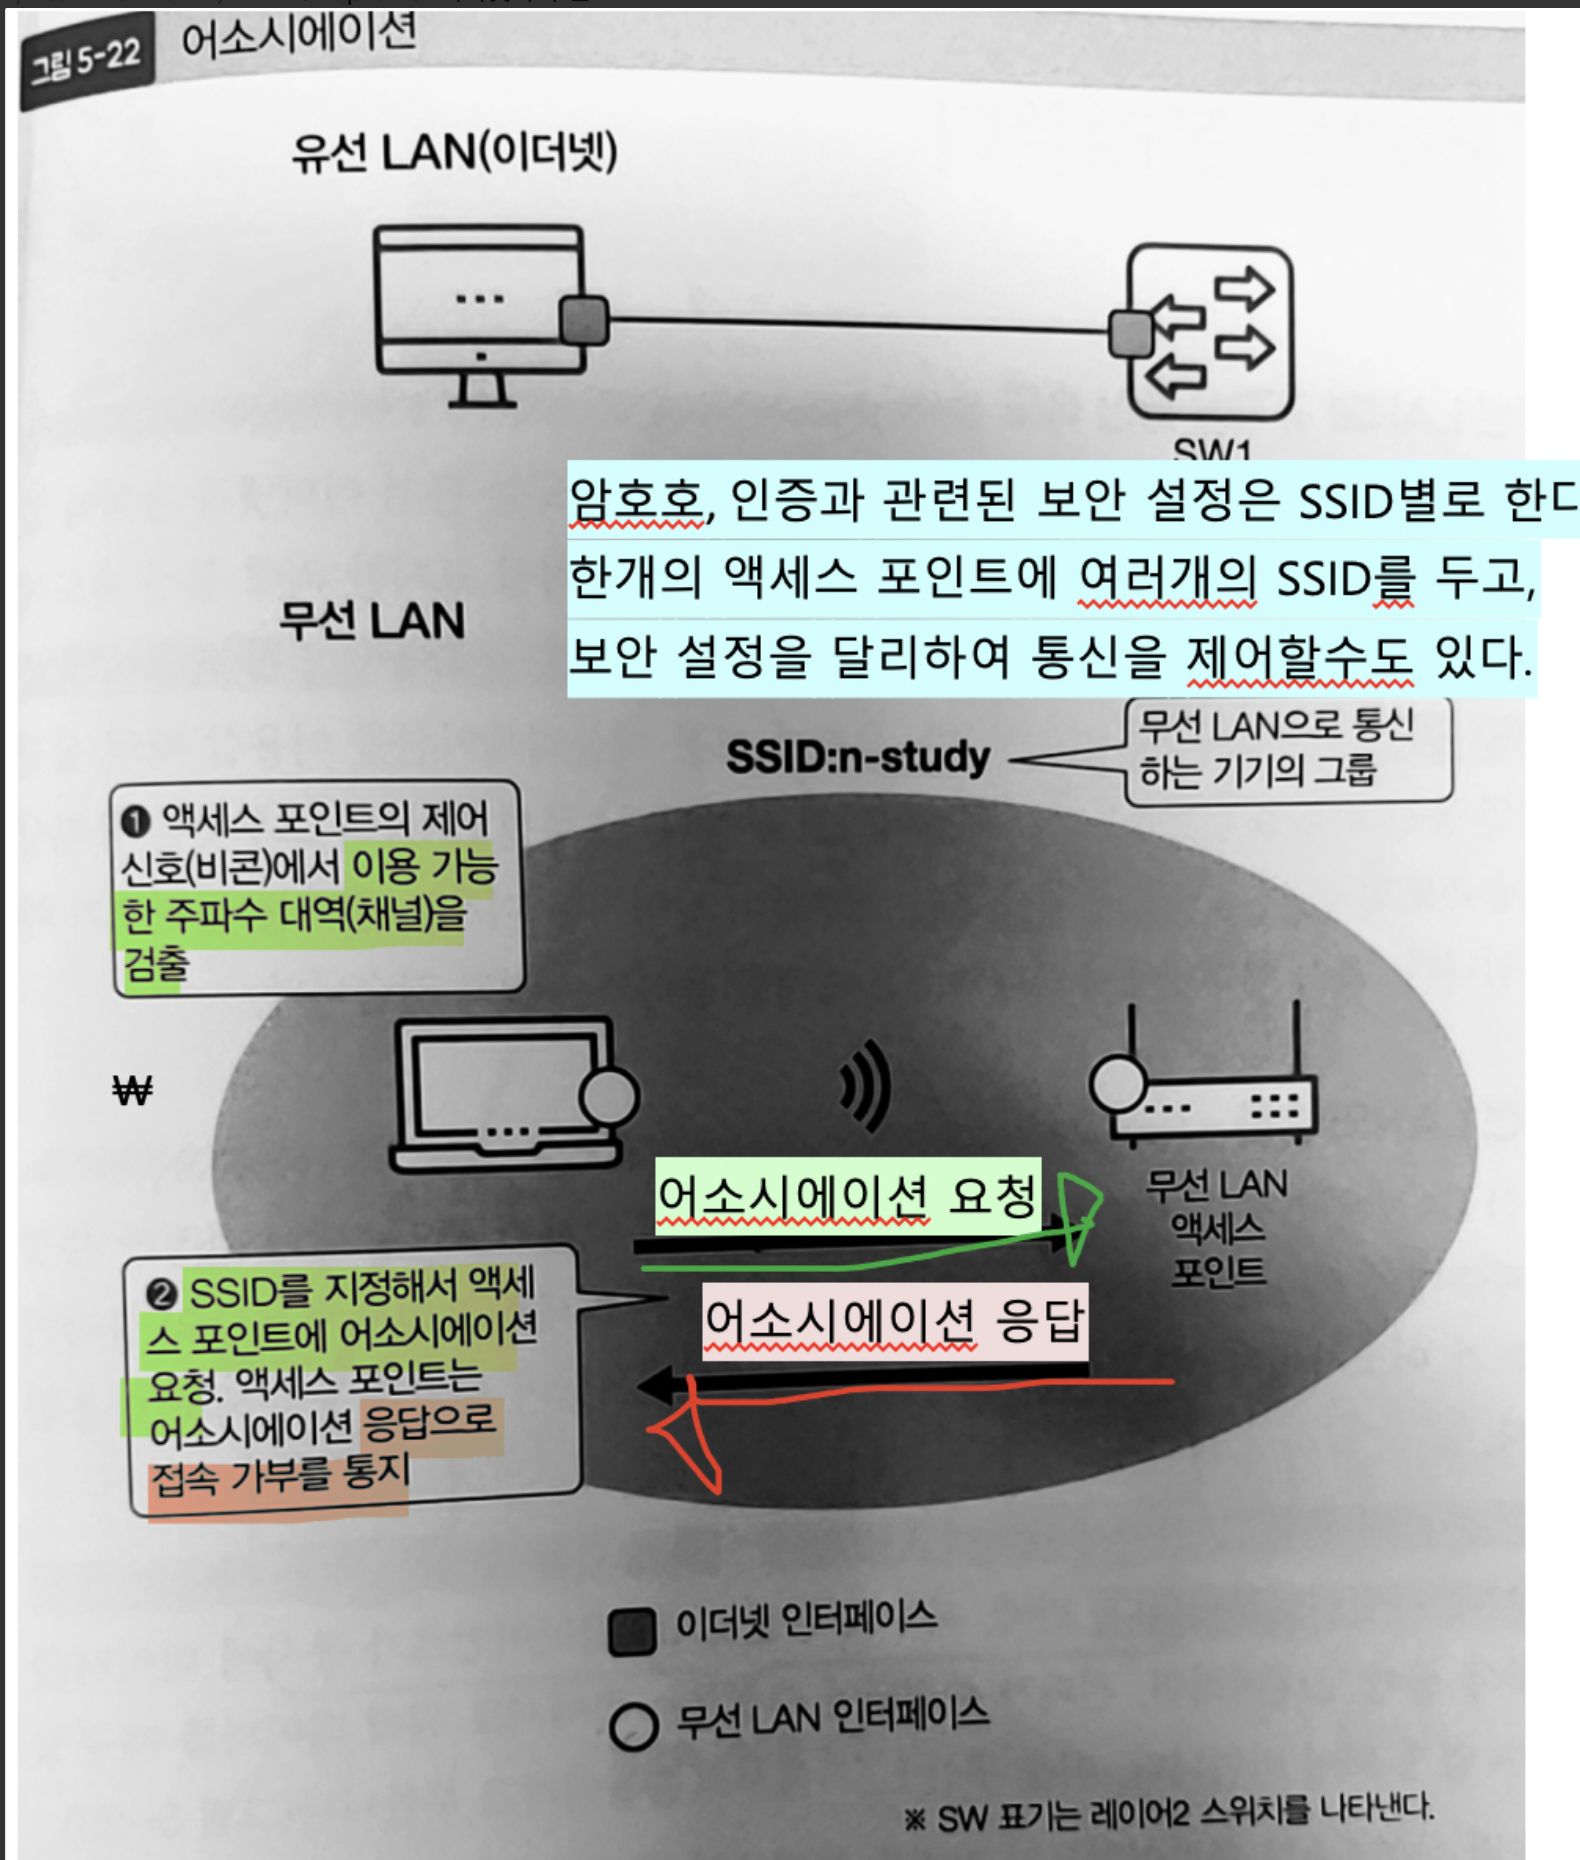 그림 5-22
어소시에이션
유선 LAN(이더넷)
SW1
암호호, 인증과 관련된 보안 설정은 SSID별로 한다
한개의 액세스 포인트에 여러개의 SSID를 두고,
보안 설정을 달리하여 통신을 제어할수도 있다.
무선 LAN
SSID:n-study
무선 LAN으로 통신
하는 기기의 그룹
❶ 액세스 포인트의 제어
신호(비콘)에서 이용 가능
한 주파수 대역(채널)을
검출
₩
어소시에이션 요청
무선 LAN
액세스
포인트
❷ SSID를 지정해서 액세
스 포인트에 어소시에이션
요청. 액세스 포인트는
어소시에이션 응답으로
접속 가부를 통지
어소시에이션 응답
이더넷 인터페이스
무선 LAN 인터페이스
※ SW 표기는 레이어2 스위치를 나타낸다.